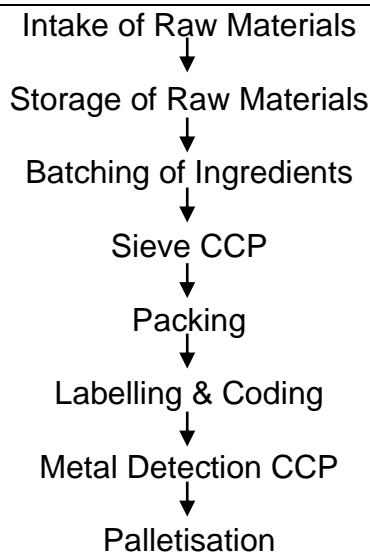 Intake of Raw Materials
Storage of Raw Materials
Batching of Ingredients
Sieve CCP
Packing
Labelling & Coding
Metal Detection CCP
Palletisation